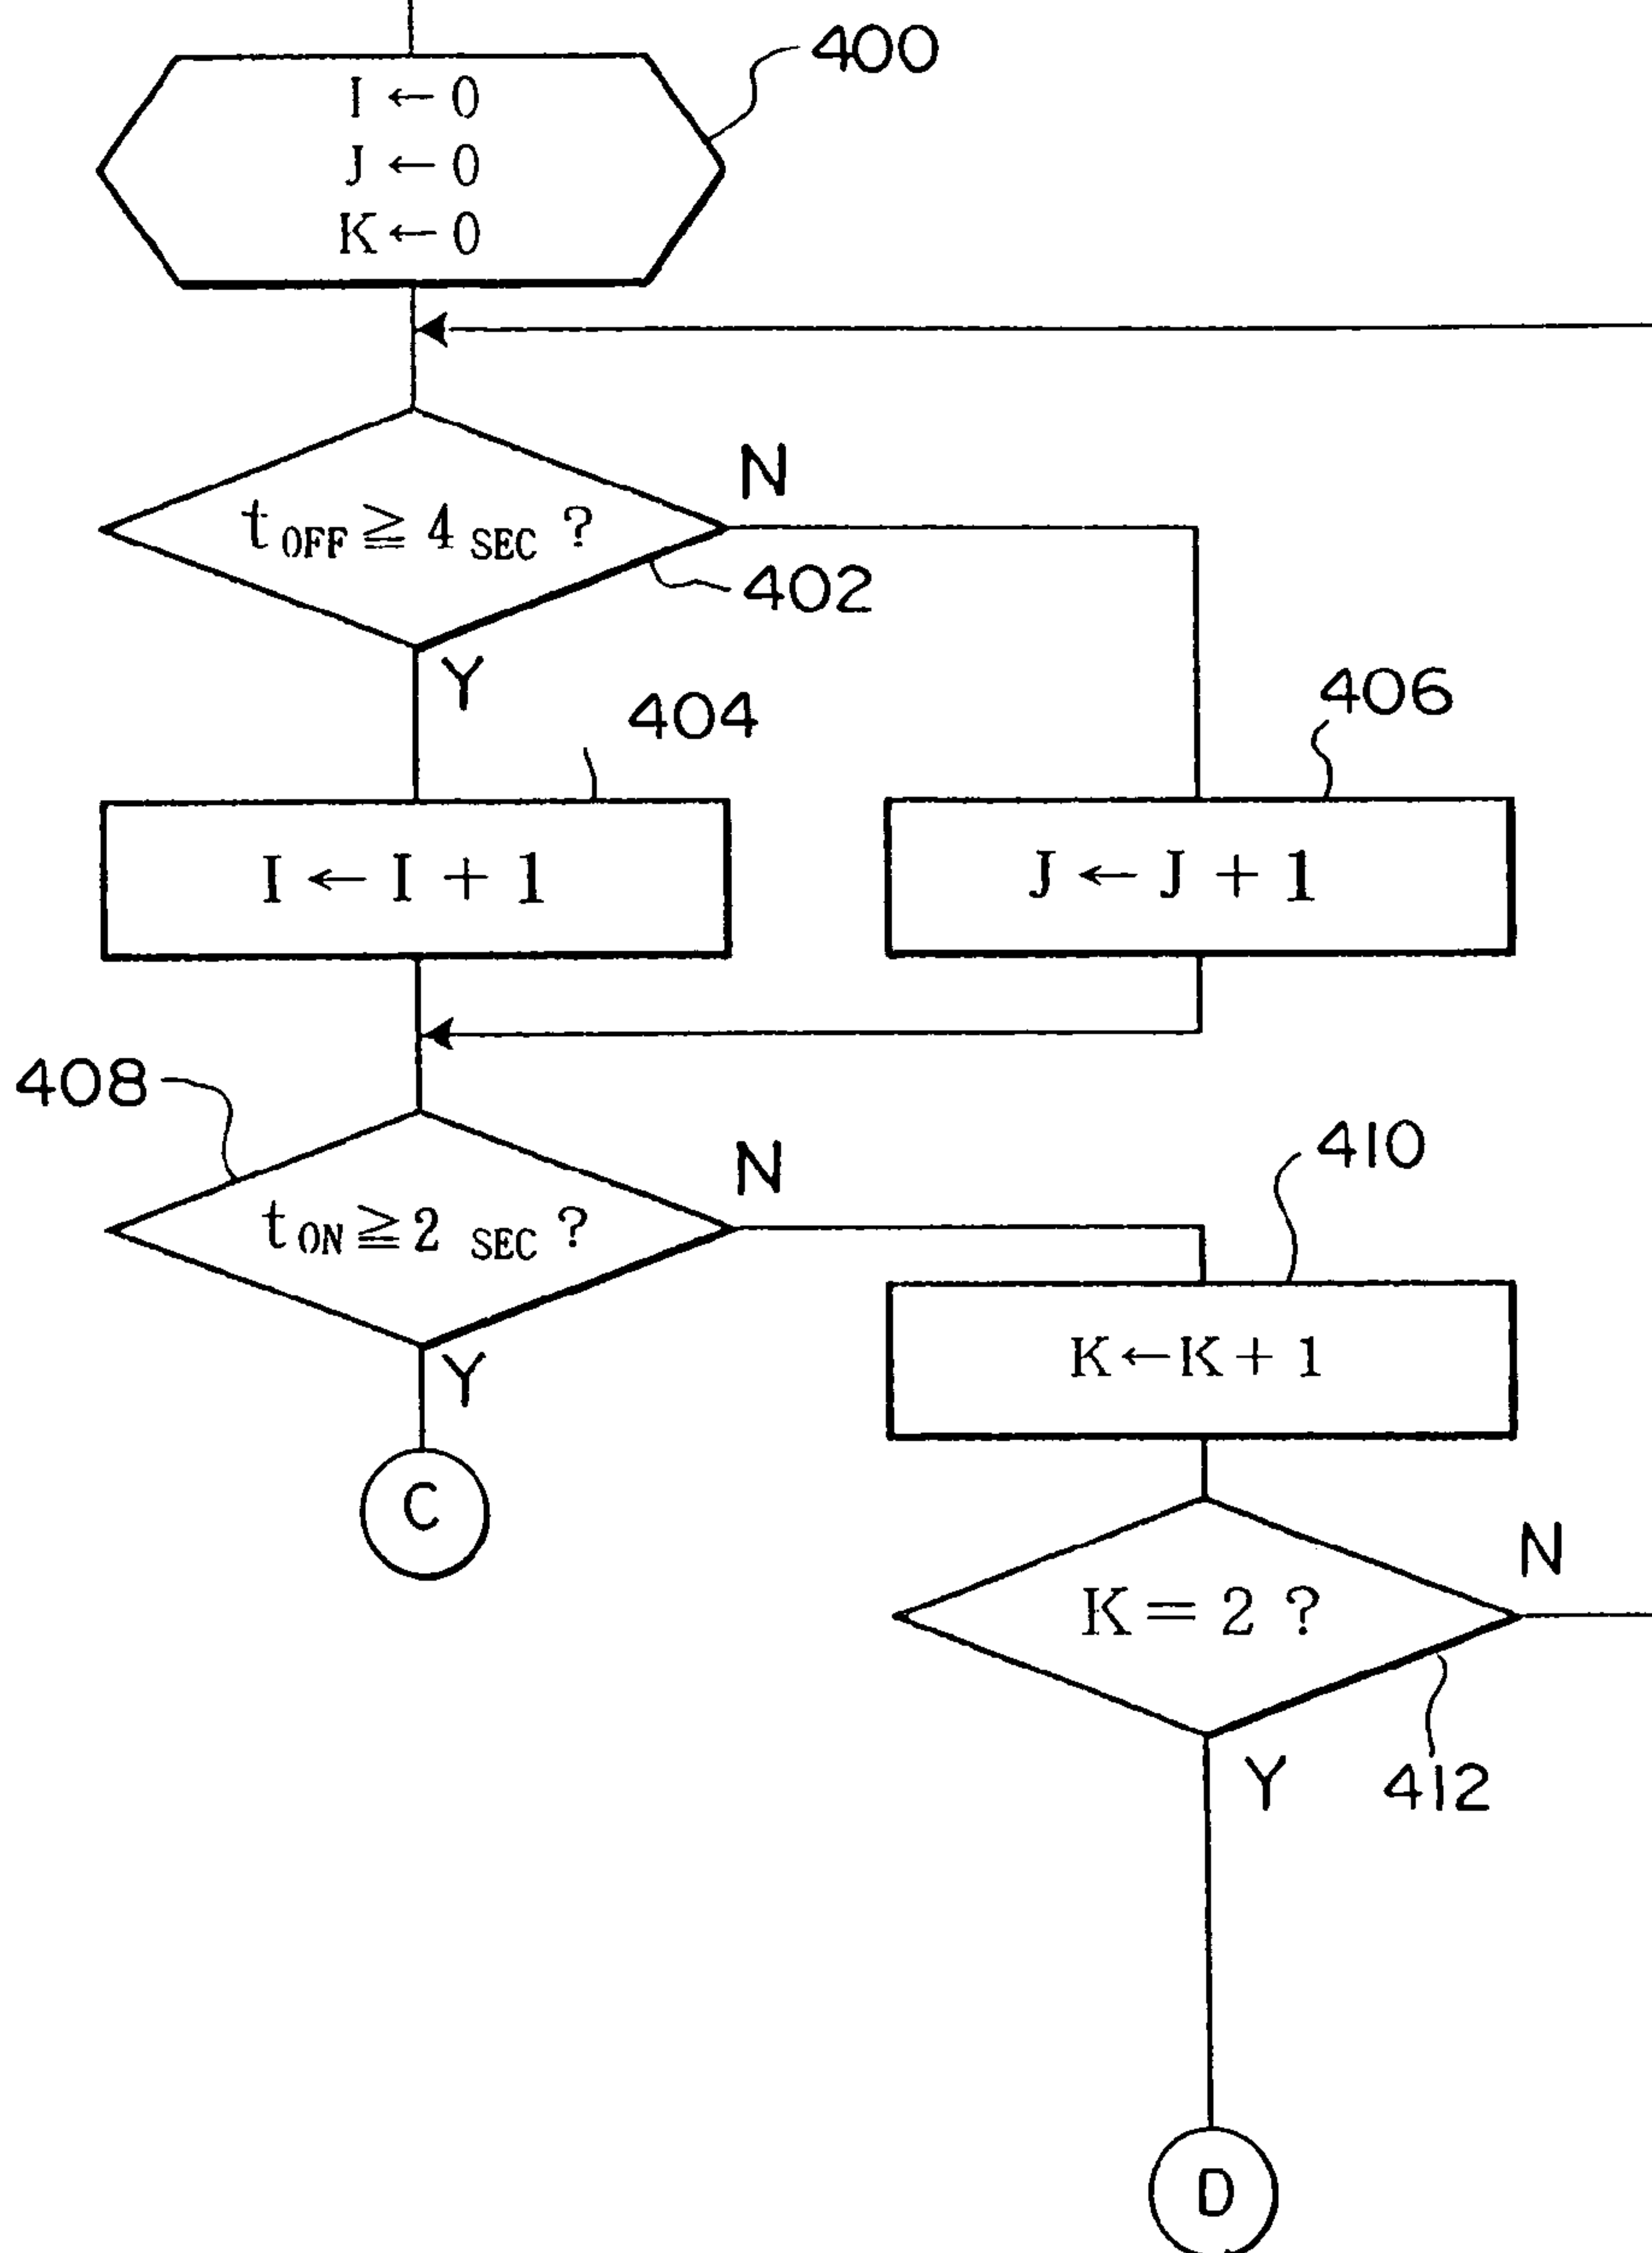 400
I ← 0
J ← 0
K ← 0
N
t OFF ≧ 4 SEC ?
402
Y
404
406
I ← I + 1
J ← J + 1
408
N
410
t ON ≧ 2 SEC ?
K ← K + 1
Y
C
N
K = 2 ?
Y
412
D